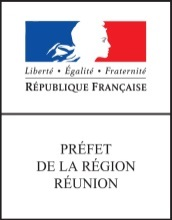 Liberté • Égalité • Fraternité
RÉPUBLIQUE FRANÇAISE
PRÉFET
DE LA RÉGION
RÉUNION